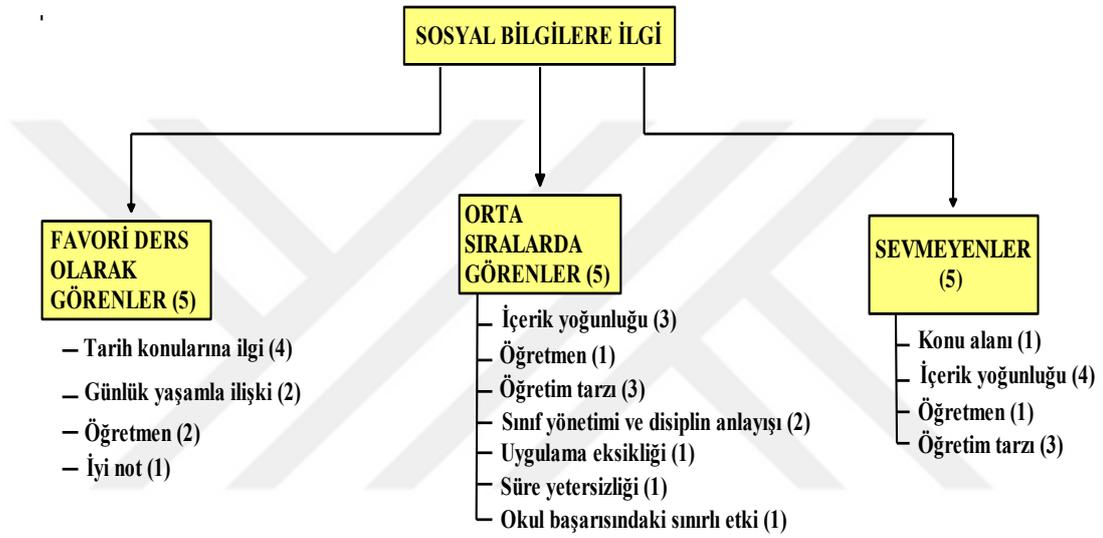 SOSYAL BİLGİLERE İLGİ
FAVORİ DERS
OLARAK
GÖRENLER (5)
Tarih konularına ilgi (4)
Günlük yaşamla ilişki (2)
Öğretmen (2)
İyi not (1)
ORTA
SIRALARDA
GÖRENLER (5)
İçerik yoğunluğu (3)
Öğretmen (1)
Öğretim tarzı (3)
Sınıf yönetimi ve disiplin anlayışı (2)
Uygulama eksikliği (1)
Süre yetersizliği (1)
Okul başarısındaki sınırlı etki (1)
SEVMEYENLER
(5)
Konu alanı (1)
İçerik yoğunluğu (4)
Öğretmen (1)
Öğretim tarzı (3)